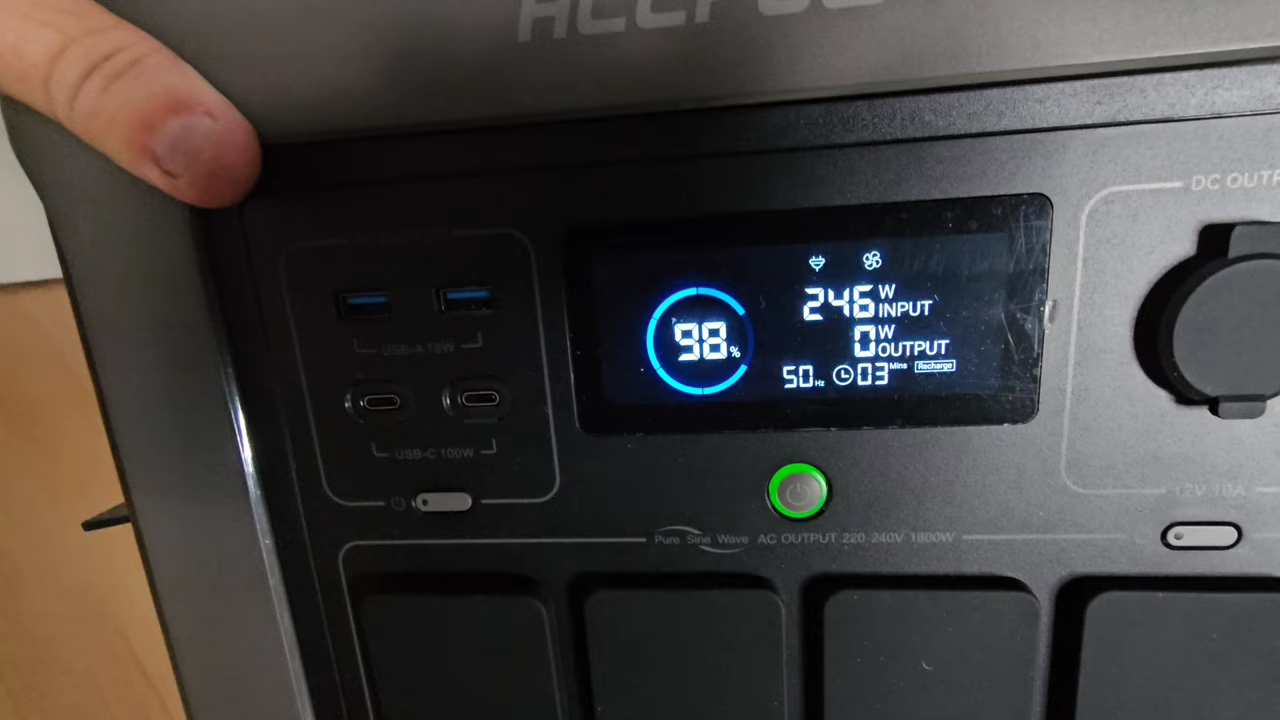 DC OUTP
246 W INPUT
98 %
0 W OUTPUT
50 Hz 03 Mins Recharge
USB-A 18W
USB-C 100W
12V 10A
Pure Sine Wave AC OUTPUT 220-240V 1800W